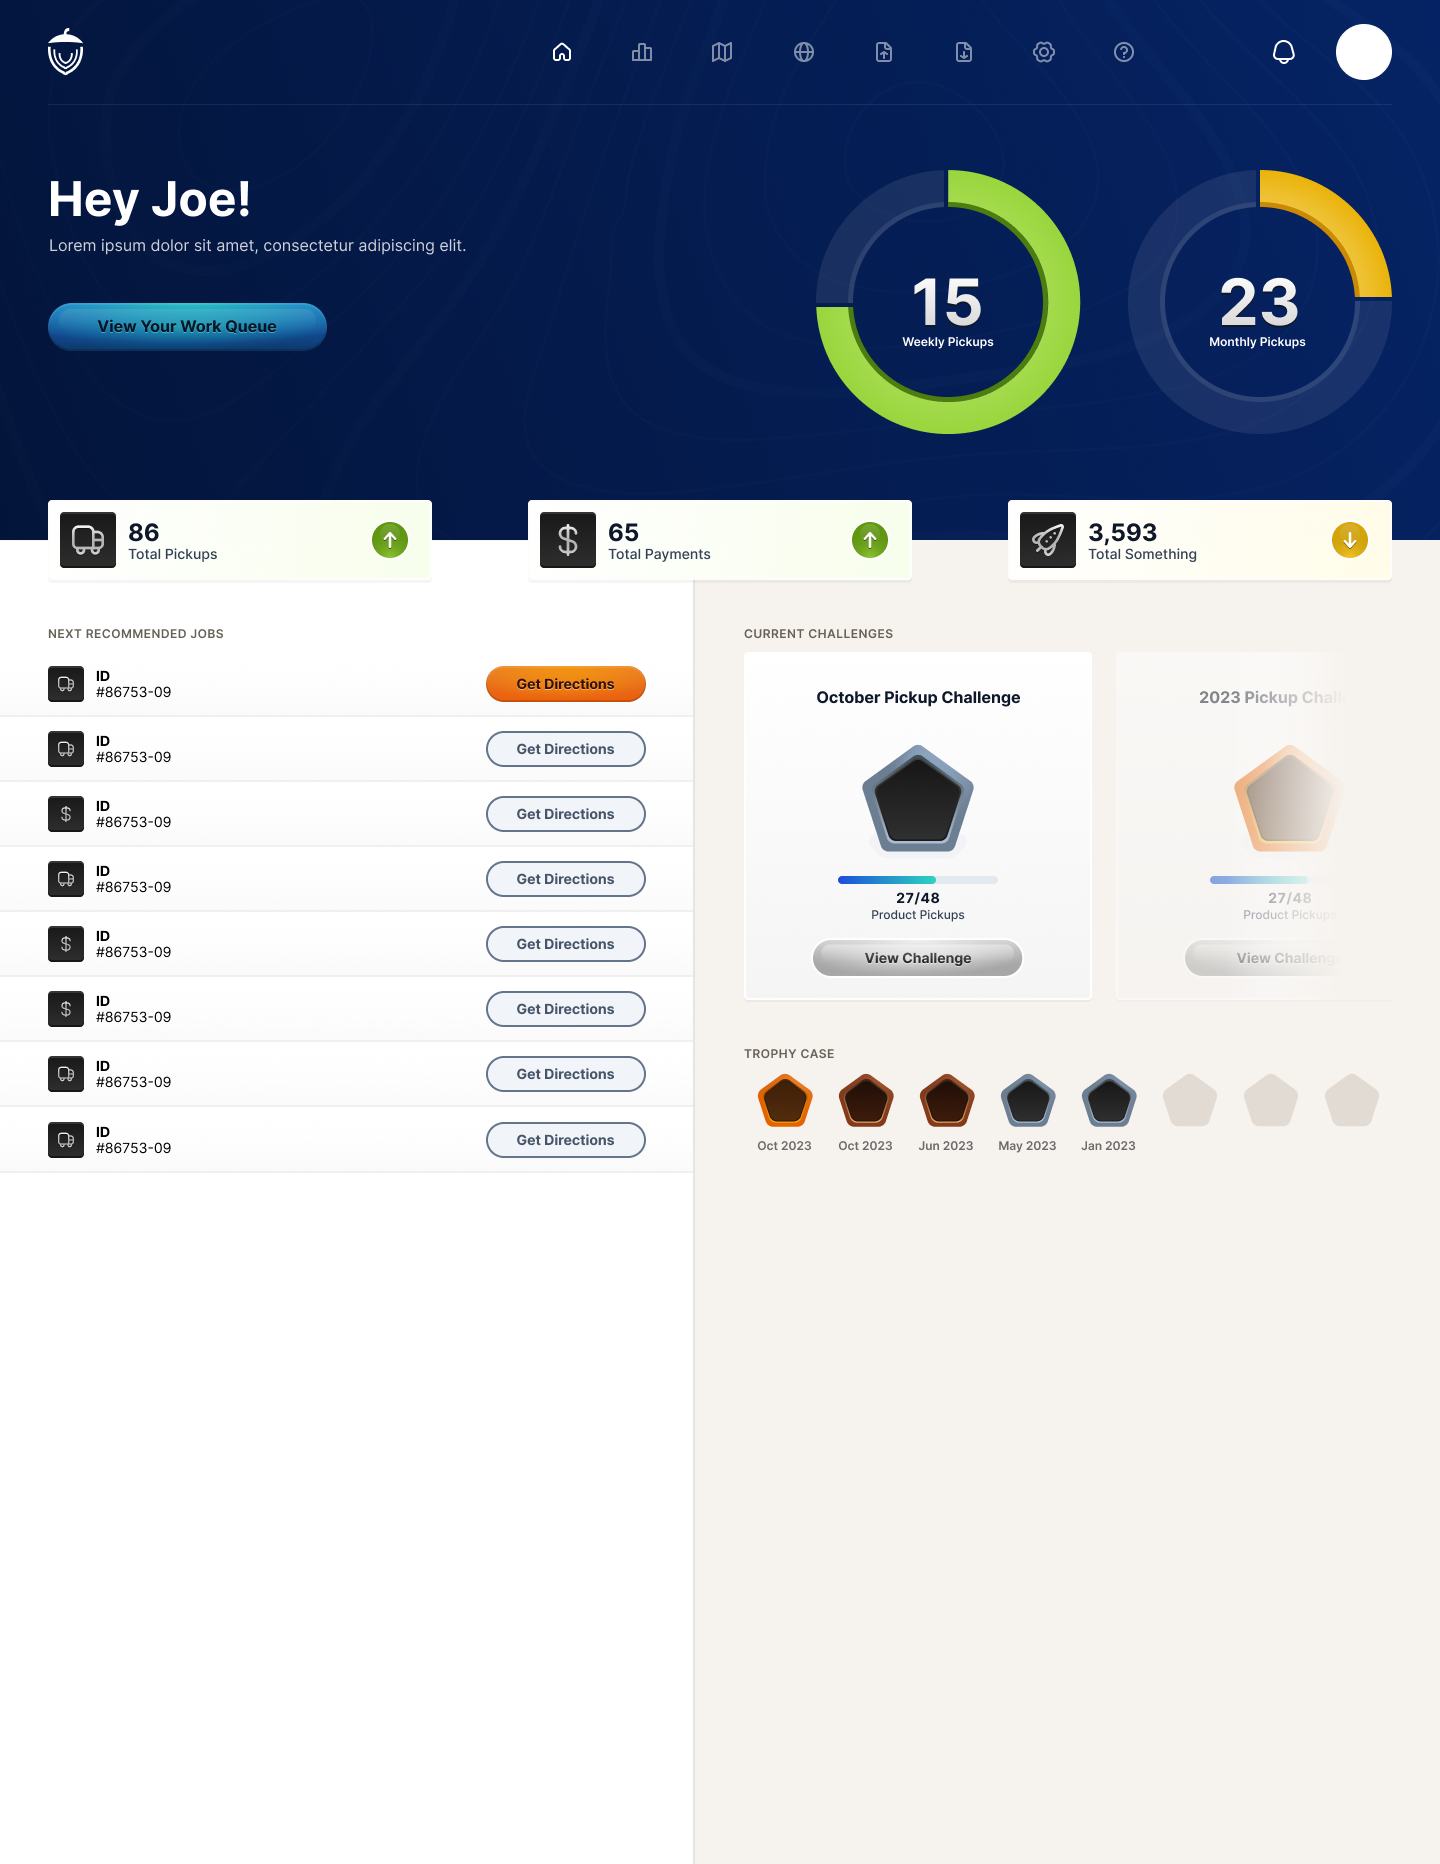 Hey Joe!
Lorem ipsum dolor sit amet, consectetur adipiscing elit.
View Your Work Queue
15
Weekly Pickups
23
Monthly Pickups
86
Total Pickups
65
Total Payments
3,593
Total Something
NEXT RECOMMENDED JOBS
ID
#86753-09
Get Directions
ID
#86753-09
Get Directions
ID
#86753-09
Get Directions
ID
#86753-09
Get Directions
ID
#86753-09
Get Directions
ID
#86753-09
Get Directions
ID
#86753-09
Get Directions
ID
#86753-09
Get Directions
CURRENT CHALLENGES
October Pickup Challenge
27/48
Product Pickups
View Challenge
2023 Pickup Chall
27/48
Product Pickups
View Challenge
TROPHY CASE
Oct 2023
Oct 2023
Jun 2023
May 2023
Jan 2023